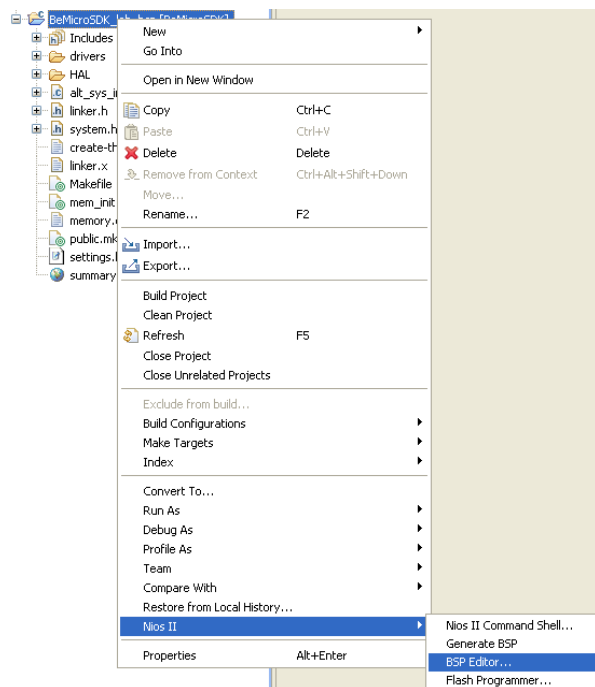 BeMicroSDK_lab_bsp [BeMicroSDK]
Includes
drivers
HAL
alt_sys_i
linker.h
system.h
create-th
linker.x
Makefile
mem_init
memory.
public.mk
settings.
summary
New
Go Into
Open in New Window
Copy Ctrl+C
Paste Ctrl+V
Delete Delete
Remove from Context Ctrl+Alt+Shift+Down
Move...
Rename... F2
Import...
Export...
Build Project
Clean Project
Refresh F5
Close Project
Close Unrelated Projects
Exclude from build...
Build Configurations
Make Targets
Index
Convert To...
Run As
Debug As
Profile As
Team
Compare With
Restore from Local History...
Nios II
Properties Alt+Enter
Nios II Command Shell...
Generate BSP
BSP Editor...
Flash Programmer...